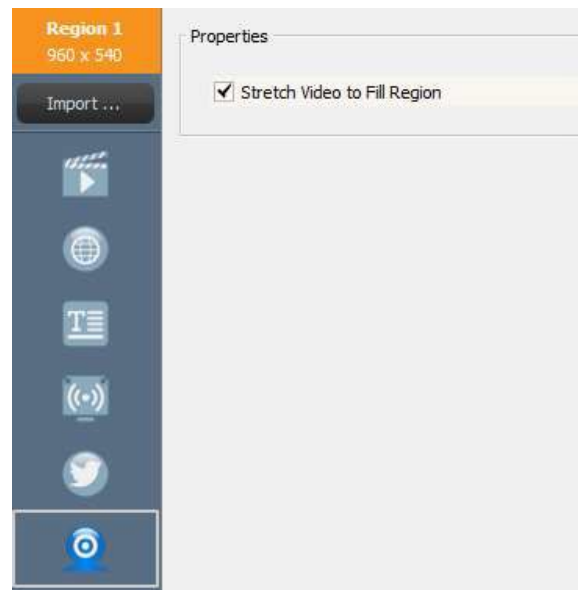 Region 1
960 x 540
Import ...
T
Properties
Stretch Video to Fill Region